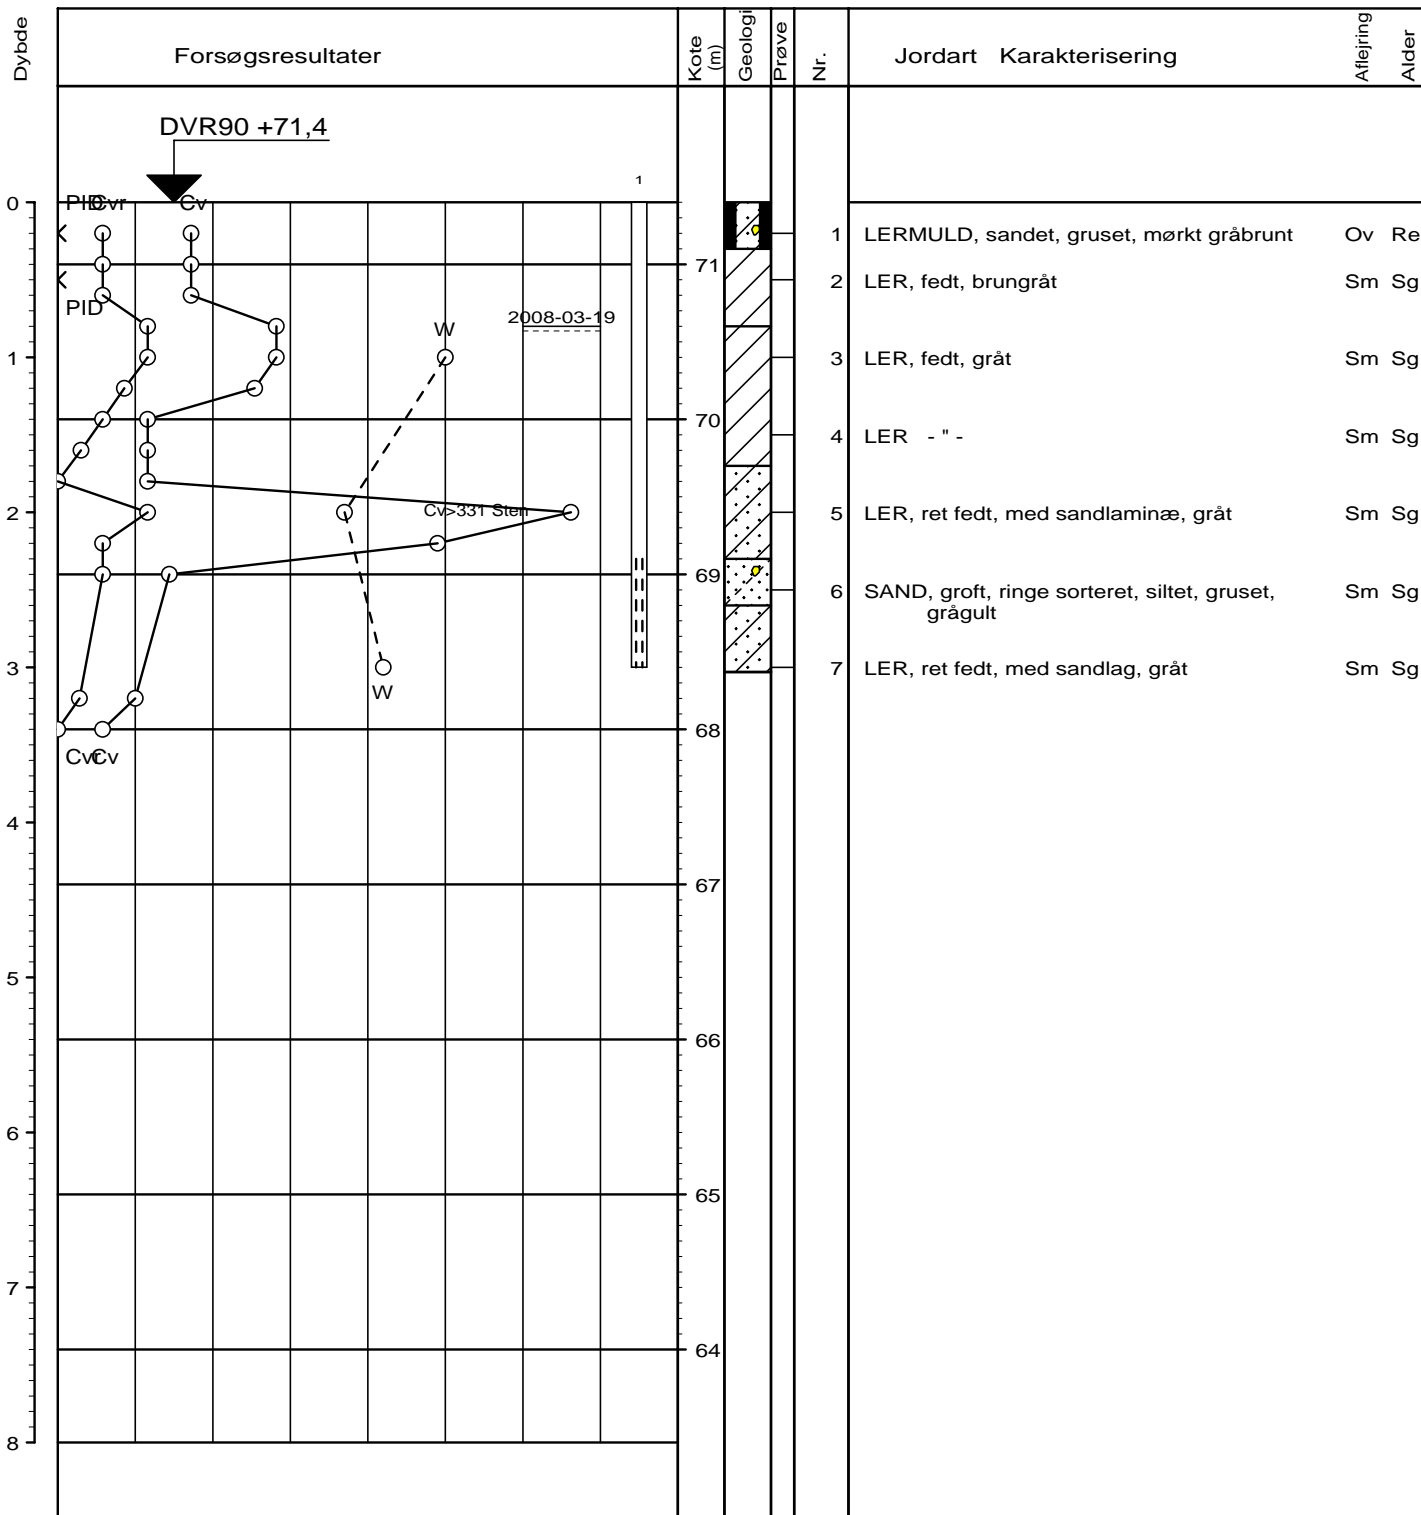 Dybde
Forsøgsresultater
Kote
(m)
Geologi
Prøve
Nr.
Jordart Karakterisering
Aflejring
Alder
DVR90 +71,4
1
PID Cvr Cv
0
1 LERMULD, sandet, gruset, mørkt gråbrunt Ov Re
71
2 LER, fedt, brungråt Sm Sg
PID
2008-03-19
W
1
3 LER, fedt, gråt Sm Sg
70
4 LER - " - Sm Sg
2
Cv>331 Sten
5 LER, ret fedt, med sandlaminæ, gråt Sm Sg
69
6 SAND, groft, ringe sorteret, siltet, gruset, Sm Sg
grågult
3
7 LER, ret fedt, med sandlag, gråt Sm Sg
W
68
Cvr Cv
4
67
5
66
6
65
7
64
8